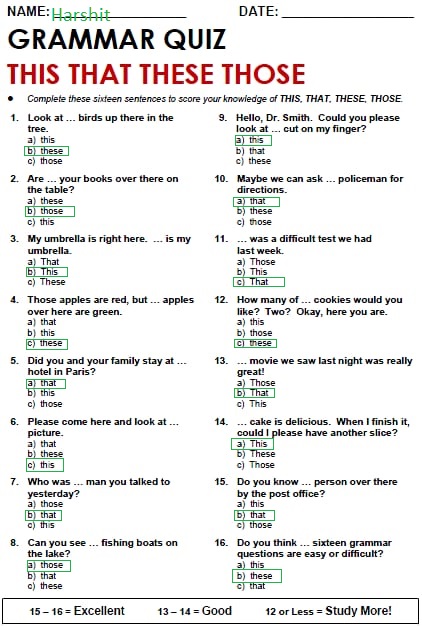 NAME: Harshit DATE:
GRAMMAR QUIZ
THIS THAT THESE THOSE
• Complete these sixteen sentences to score your knowledge of THIS, THAT, THESE, THOSE.
1. Look at … birds up there in the
tree.
a) this
b) these
c) those
2. Are … your books over there on
the table?
a) these
b) those
c) this
3. My umbrella is right here. … is my
umbrella.
a) That
b) This
c) These
4. Those apples are red, but … apples
over here are green.
a) that
b) this
c) these
5. Did you and your family stay at …
hotel in Paris?
a) that
b) this
c) those
6. Please come here and look at …
picture.
a) that
b) these
c) this
7. Who was … man you talked to
yesterday?
a) those
b) that
c) this
8. Can you see … fishing boats on
the lake?
a) those
b) that
c) these
9. Hello, Dr. Smith. Could you please
look at … cut on my finger?
a) this
b) that
c) these
10. Maybe we can ask … policeman for
directions.
a) that
b) these
c) those
11. … was a difficult test we had
last week.
a) Those
b) This
c) That
12. How many of … cookies would you
like? Two? Okay, here you are.
a) this
b) those
c) these
13. … movie we saw last night was really
great!
a) Those
b) That
c) This
14. … cake is delicious. When I finish it,
could I please have another slice?
a) This
b) These
c) Those
15. Do you know … person over there
by the post office?
a) this
b) that
c) those
16. Do you think … sixteen grammar
questions are easy or difficult?
a) this
b) these
c) that
15 – 16 = Excellent 13 – 14 = Good 12 or Less = Study More!